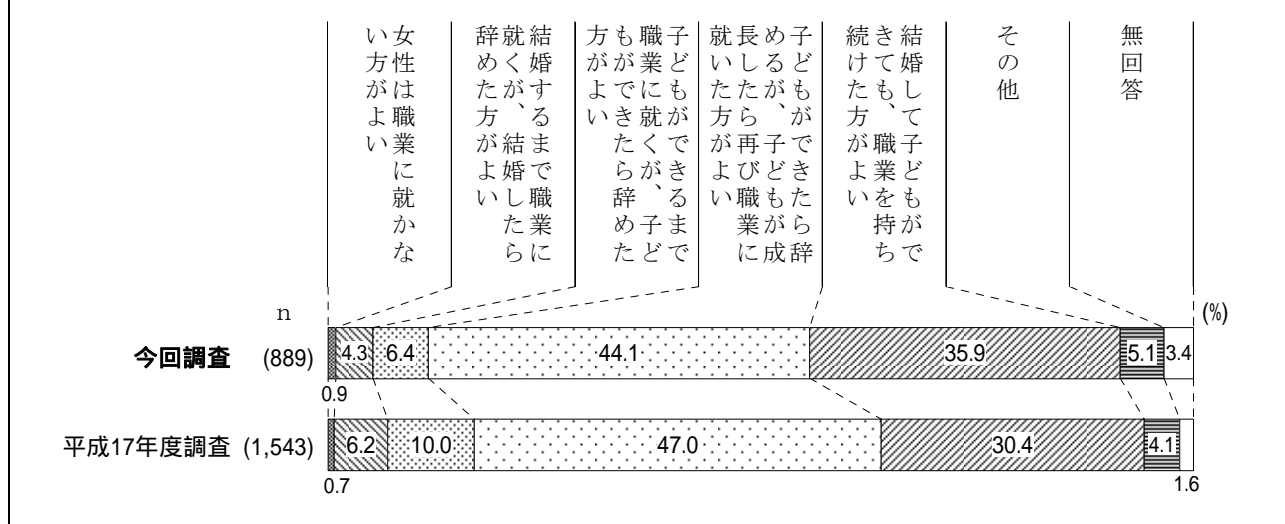 女性は職業に就かな
い方がよい
結婚するまで職業に
就くが、結婚したら
辞めた方がよい
子どもができるまで
職業に就くが、子ど
もができたら辞めた
方がよい
子どもができたら辞
めるが、子どもが成
長したら再び職業に
就いた方がよい
結婚して子どもがで
きても、職業を持ち
続けた方がよい
その他
無回答
n
(%)
今回調査 (889) 4.3 6.4 44.1 35.9 5.1 3.4
0.9
平成17年度調査 (1,543) 6.2 10.0 47.0 30.4 4.1
0.7 1.6